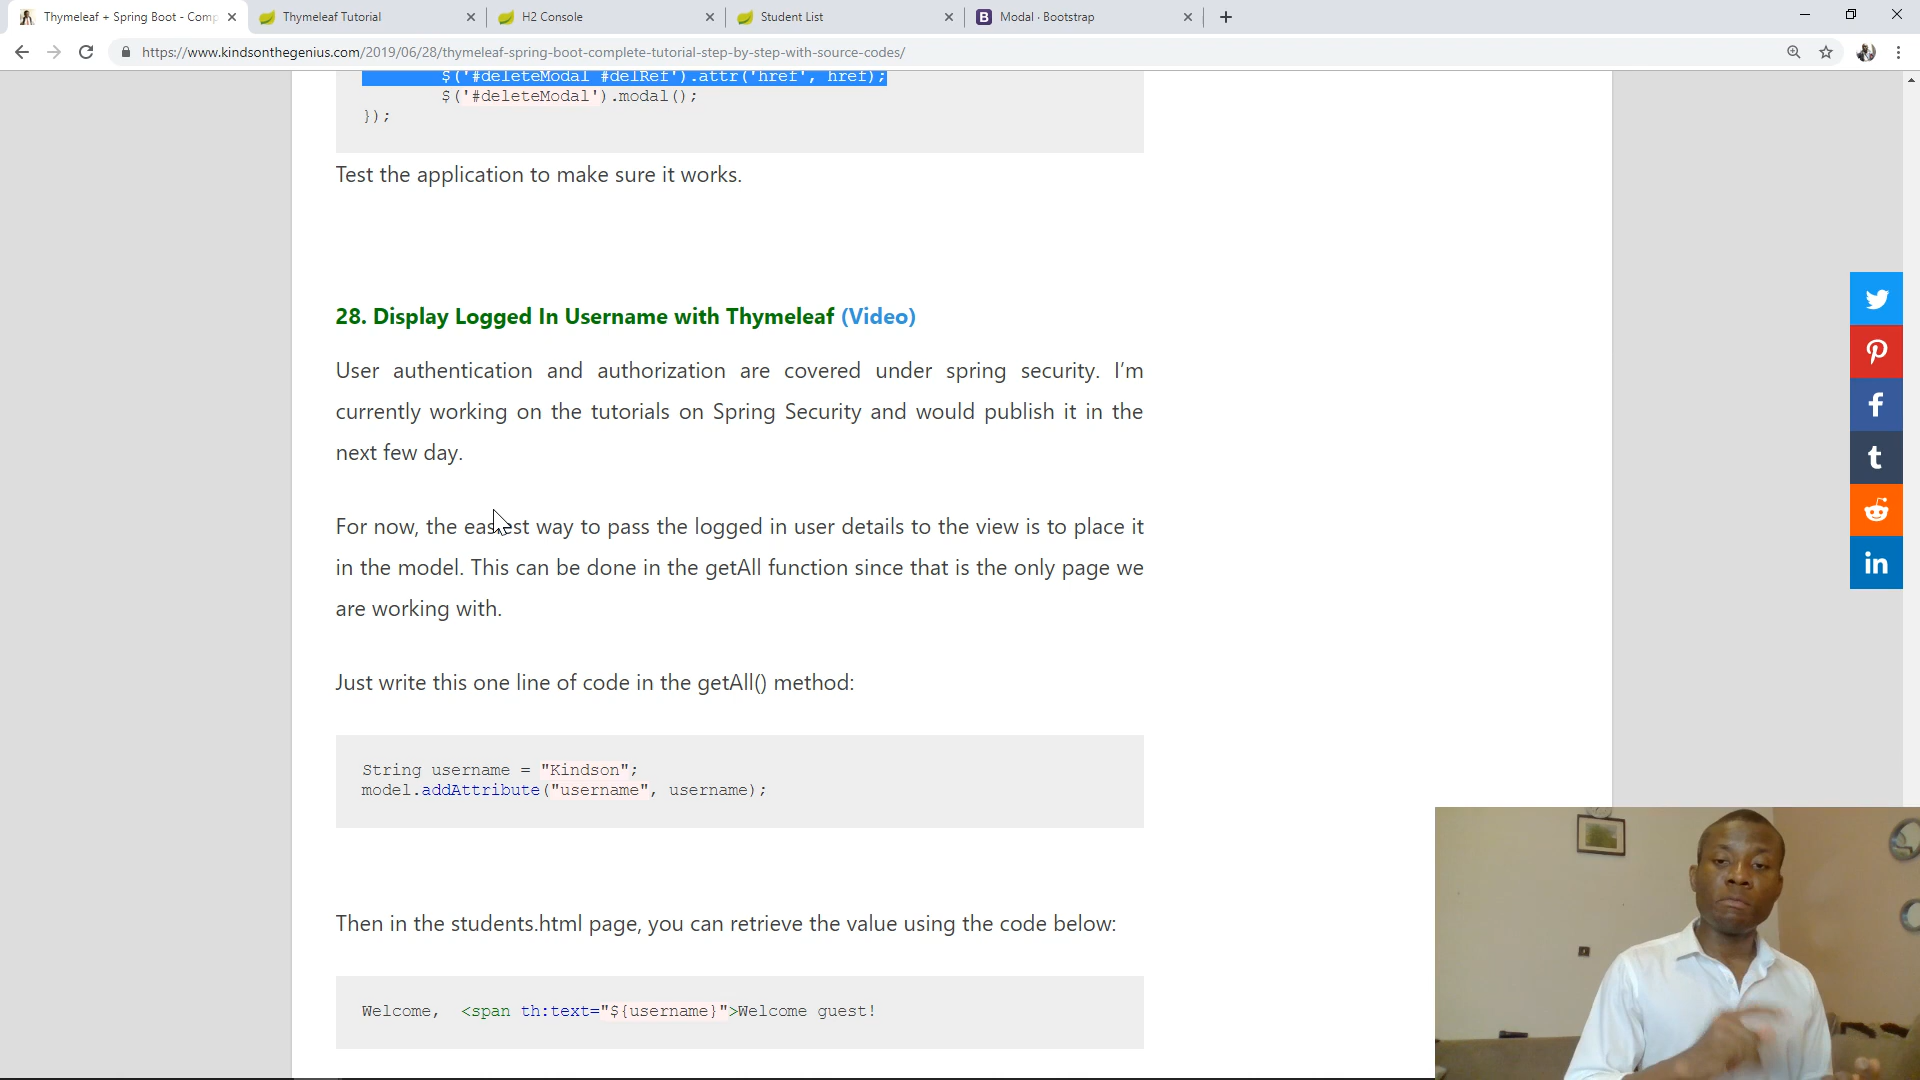 Thymeleaf + Spring Boot - Comp
Thymeleaf Tutorial
H2 Console
Student List
B Modal · Bootstrap
https://www.kindsonthegenius.com/2019/06/28/thymeleaf-spring-boot-complete-tutorial-step-by-step-with-source-codes/
$('#deleteModal #delRef').attr('href', href);
$('#deleteModal').modal();
});
Test the application to make sure it works.
28. Display Logged In Username with Thymeleaf (Video)
User authentication and authorization are covered under spring security. I’m
currently working on the tutorials on Spring Security and would publish it in the
next few day.
For now, the easiest way to pass the logged in user details to the view is to place it
in the model. This can be done in the getAll function since that is the only page we
are working with.
Just write this one line of code in the getAll() method:
String username = "Kindson";
model.addAttribute("username", username);
Then in the students.html page, you can retrieve the value using the code below:
Welcome, <span th:text="${username}">Welcome guest!